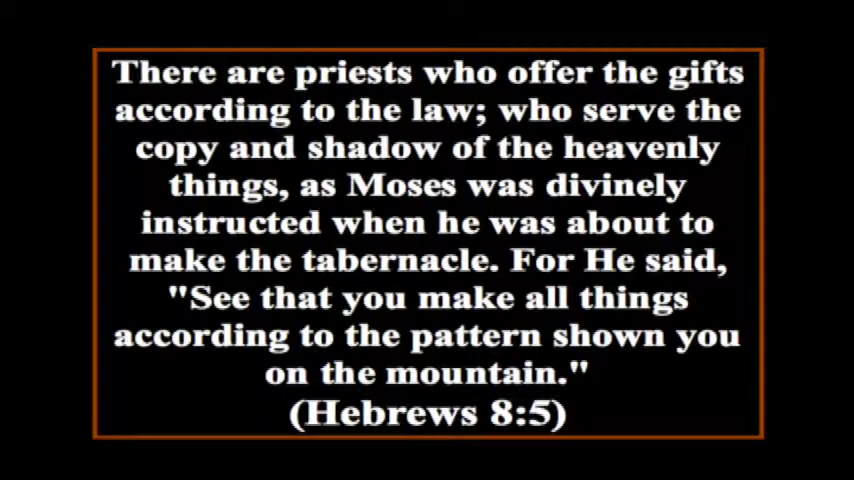 There are priests who offer the gifts
according to the law; who serve the
copy and shadow of the heavenly
things, as Moses was divinely
instructed when he was about to
make the tabernacle. For He said,
"See that you make all things
according to the pattern shown you
on the mountain."
(Hebrews 8:5)